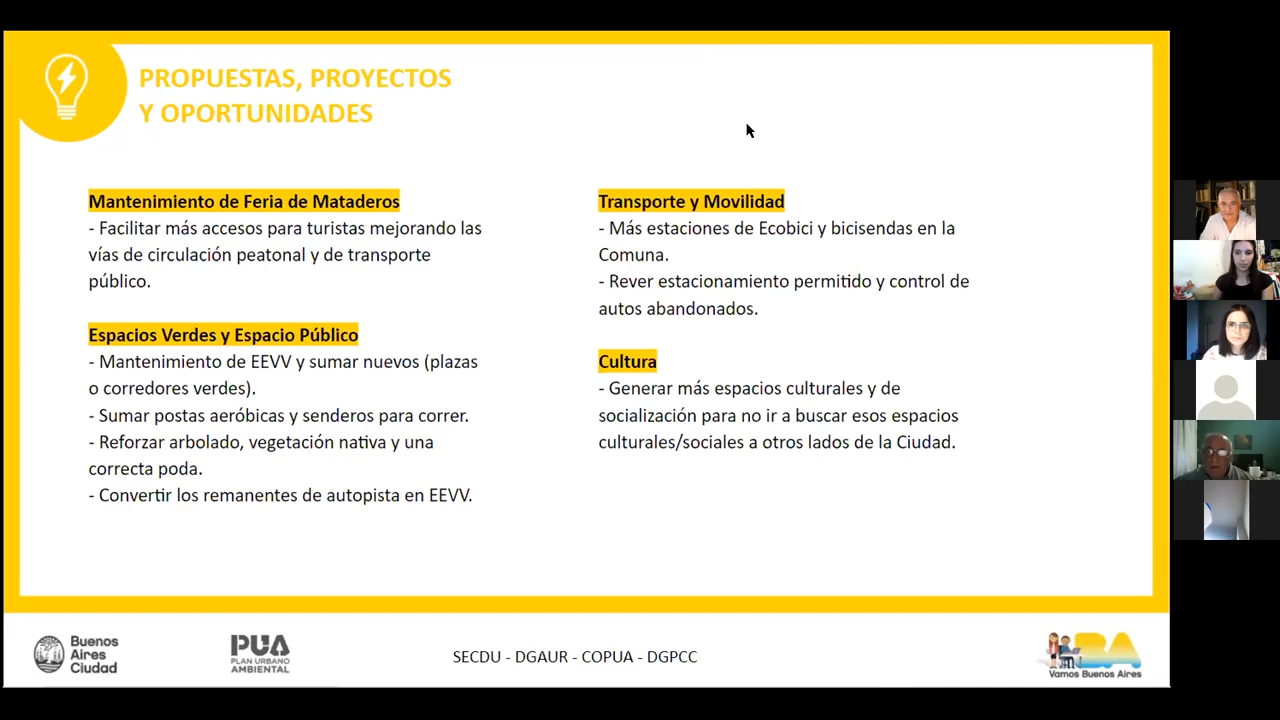 PROPUESTAS, PROYECTOS
Y OPORTUNIDADES
Mantenimiento de Feria de Mataderos
- Facilitar más accesos para turistas mejorando las
vías de circulación peatonal y de transporte
público.
Espacios Verdes y Espacio Público
- Mantenimiento de EEVV y sumar nuevos (plazas
o corredores verdes).
- Sumar postas aeróbicas y senderos para correr.
- Reforzar arbolado, vegetación nativa y una
correcta poda.
- Convertir los remanentes de autopista en EEVV.
Transporte y Movilidad
- Más estaciones de Ecobici y bicisendas en la
Comuna.
- Rever estacionamiento permitido y control de
autos abandonados.
Cultura
- Generar más espacios culturales y de
socialización para no ir a buscar esos espacios
culturales/sociales a otros lados de la Ciudad.
Buenos
Aires
Ciudad
PUA
PLAN URBANO
AMBIENTAL
SECDU - DGAUR - COPUA - DGPCC
BA
Vamos Buenos Aires